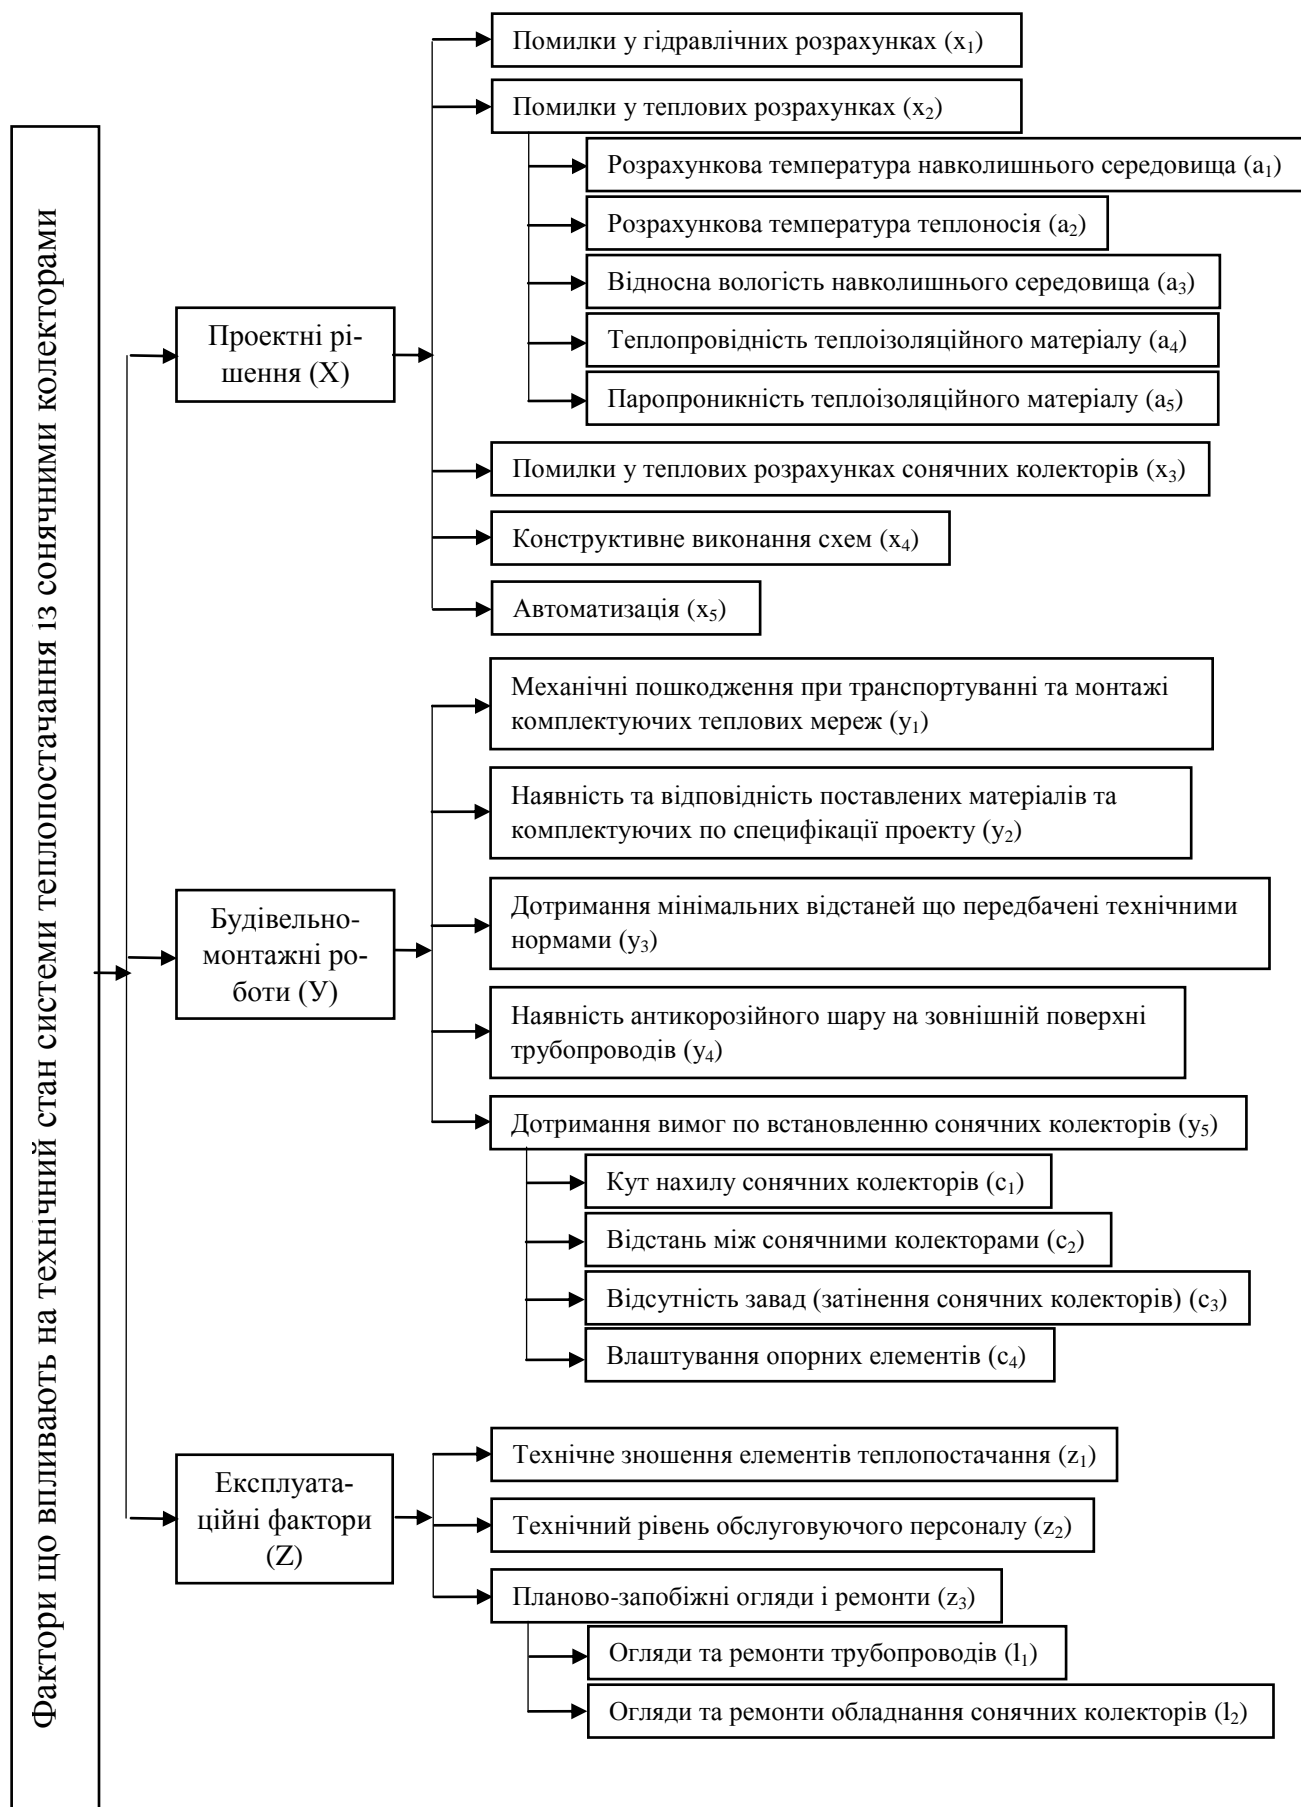 Фактори що впливають на технічний стан системи теплопостачання із сонячними колекторами
Проектні рі-
шення (X)
Помилки у гідравлічних розрахунках (x₁)
Помилки у теплових розрахунках (x₂)
Розрахункова температура навколишнього середовища (a₁)
Розрахункова температура теплоносія (a₂)
Відносна вологість навколишнього середовища (a₃)
Теплопровідність теплоізоляційного матеріалу (a₄)
Паропроникність теплоізоляційного матеріалу (a₅)
Помилки у теплових розрахунках сонячних колекторів (x₃)
Конструктивне виконання схем (x₄)
Автоматизація (x₅)
Будівельно-
монтажні ро-
боти (У)
Механічні пошкодження при транспортуванні та монтажі
комплектуючих теплових мереж (y₁)
Наявність та відповідність поставлених матеріалів та
комплектуючих по специфікації проекту (y₂)
Дотримання мінімальних відстаней що передбачені технічними
нормами (y₃)
Наявність антикорозійного шару на зовнішній поверхні
трубопроводів (y₄)
Дотримання вимог по встановленню сонячних колекторів (y₅)
Кут нахилу сонячних колекторів (c₁)
Відстань між сонячними колекторами (c₂)
Відсутність завад (затінення сонячних колекторів) (c₃)
Влаштування опорних елементів (c₄)
Експлуата-
ційні фактори
(Z)
Технічне зношення елементів теплопостачання (z₁)
Технічний рівень обслуговуючого персоналу (z₂)
Планово-запобіжні огляди і ремонти (z₃)
Огляди та ремонти трубопроводів (l₁)
Огляди та ремонти обладнання сонячних колекторів (l₂)